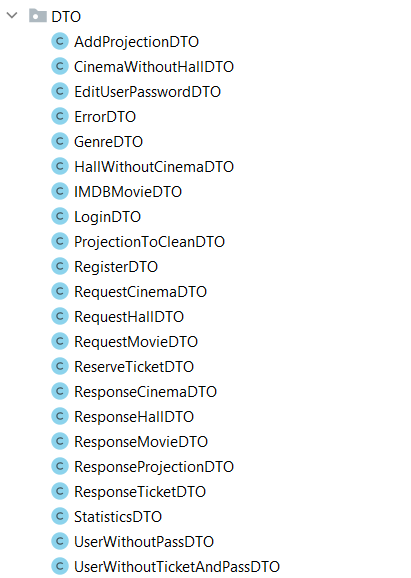 DTO
AddProjectionDTO
CinemaWithoutHallDTO
EditUserPasswordDTO
ErrorDTO
GenreDTO
HallWithoutCinemaDTO
IMDBMovieDTO
LoginDTO
ProjectionToCleanDTO
RegisterDTO
RequestCinemaDTO
RequestHallDTO
RequestMovieDTO
ReserveTicketDTO
ResponseCinemaDTO
ResponseHallDTO
ResponseMovieDTO
ResponseProjectionDTO
ResponseTicketDTO
StatisticsDTO
UserWithoutPassDTO
UserWithoutTicketAndPassDTO